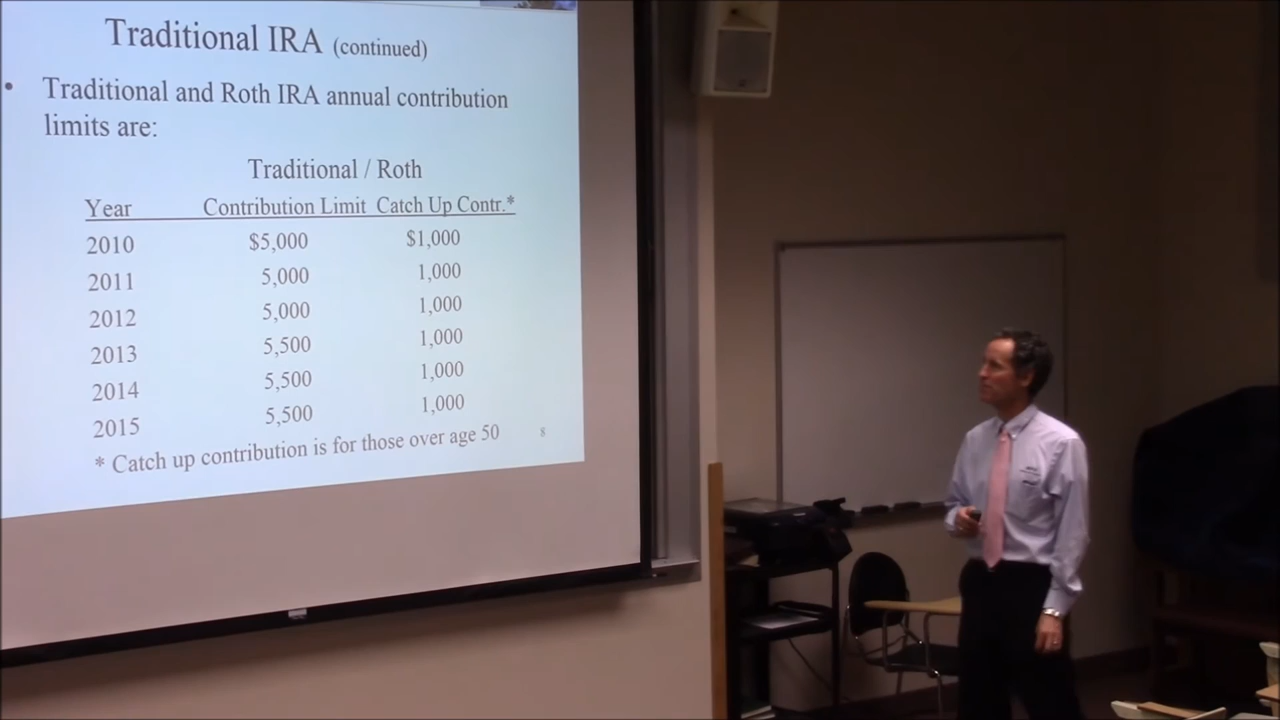 Traditional IRA (continued)
• Traditional and Roth IRA annual contribution
limits are:
Traditional / Roth
Year Contribution Limit Catch Up Contr.*
2010 $5,000 $1,000
2011 5,000 1,000
2012 5,000 1,000
2013 5,500 1,000
2014 5,500 1,000
2015 5,500 1,000
* Catch up contribution is for those over age 50
8